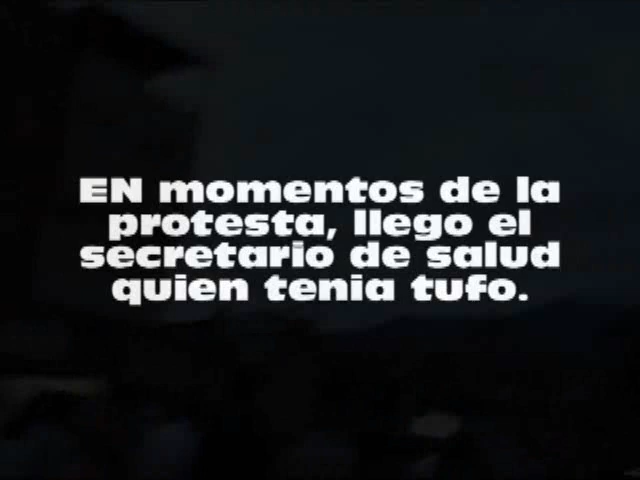 EN momentos de la
protesta, llego el
secretario de salud
quien tenia tufo.